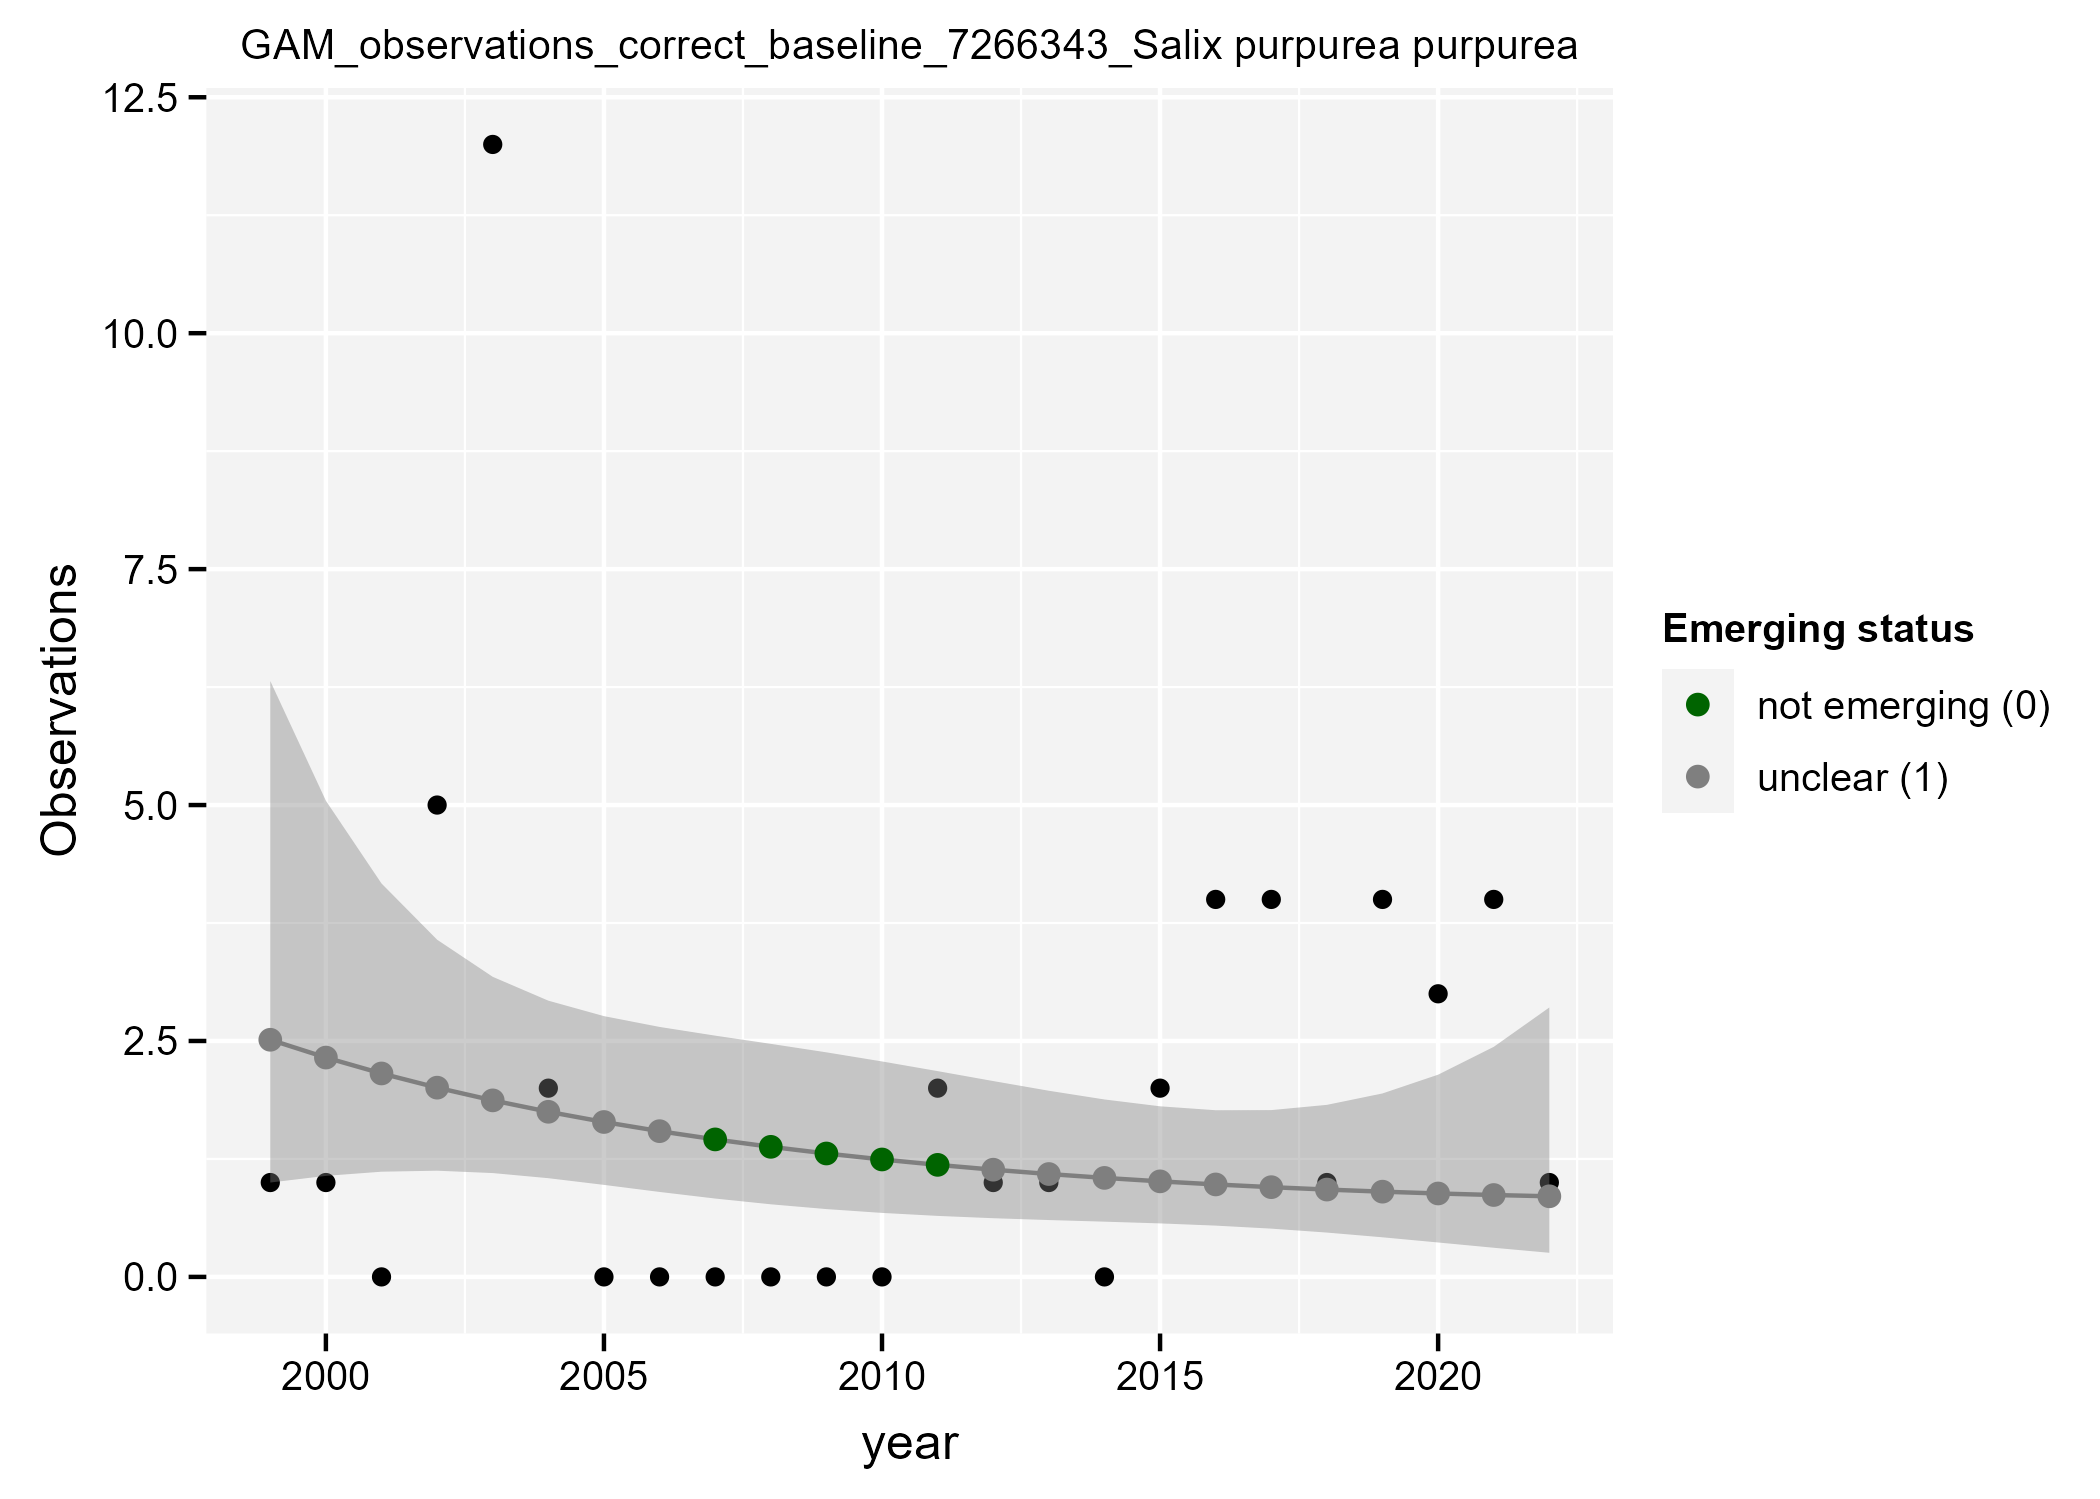 GAM_observations_correct_baseline_7266343_Salix purpurea purpurea
12.5
10.0
7.5
5.0
2.5
0.0
Observations
2000 2005 2010 2015 2020
year
Emerging status
not emerging (0)
unclear (1)